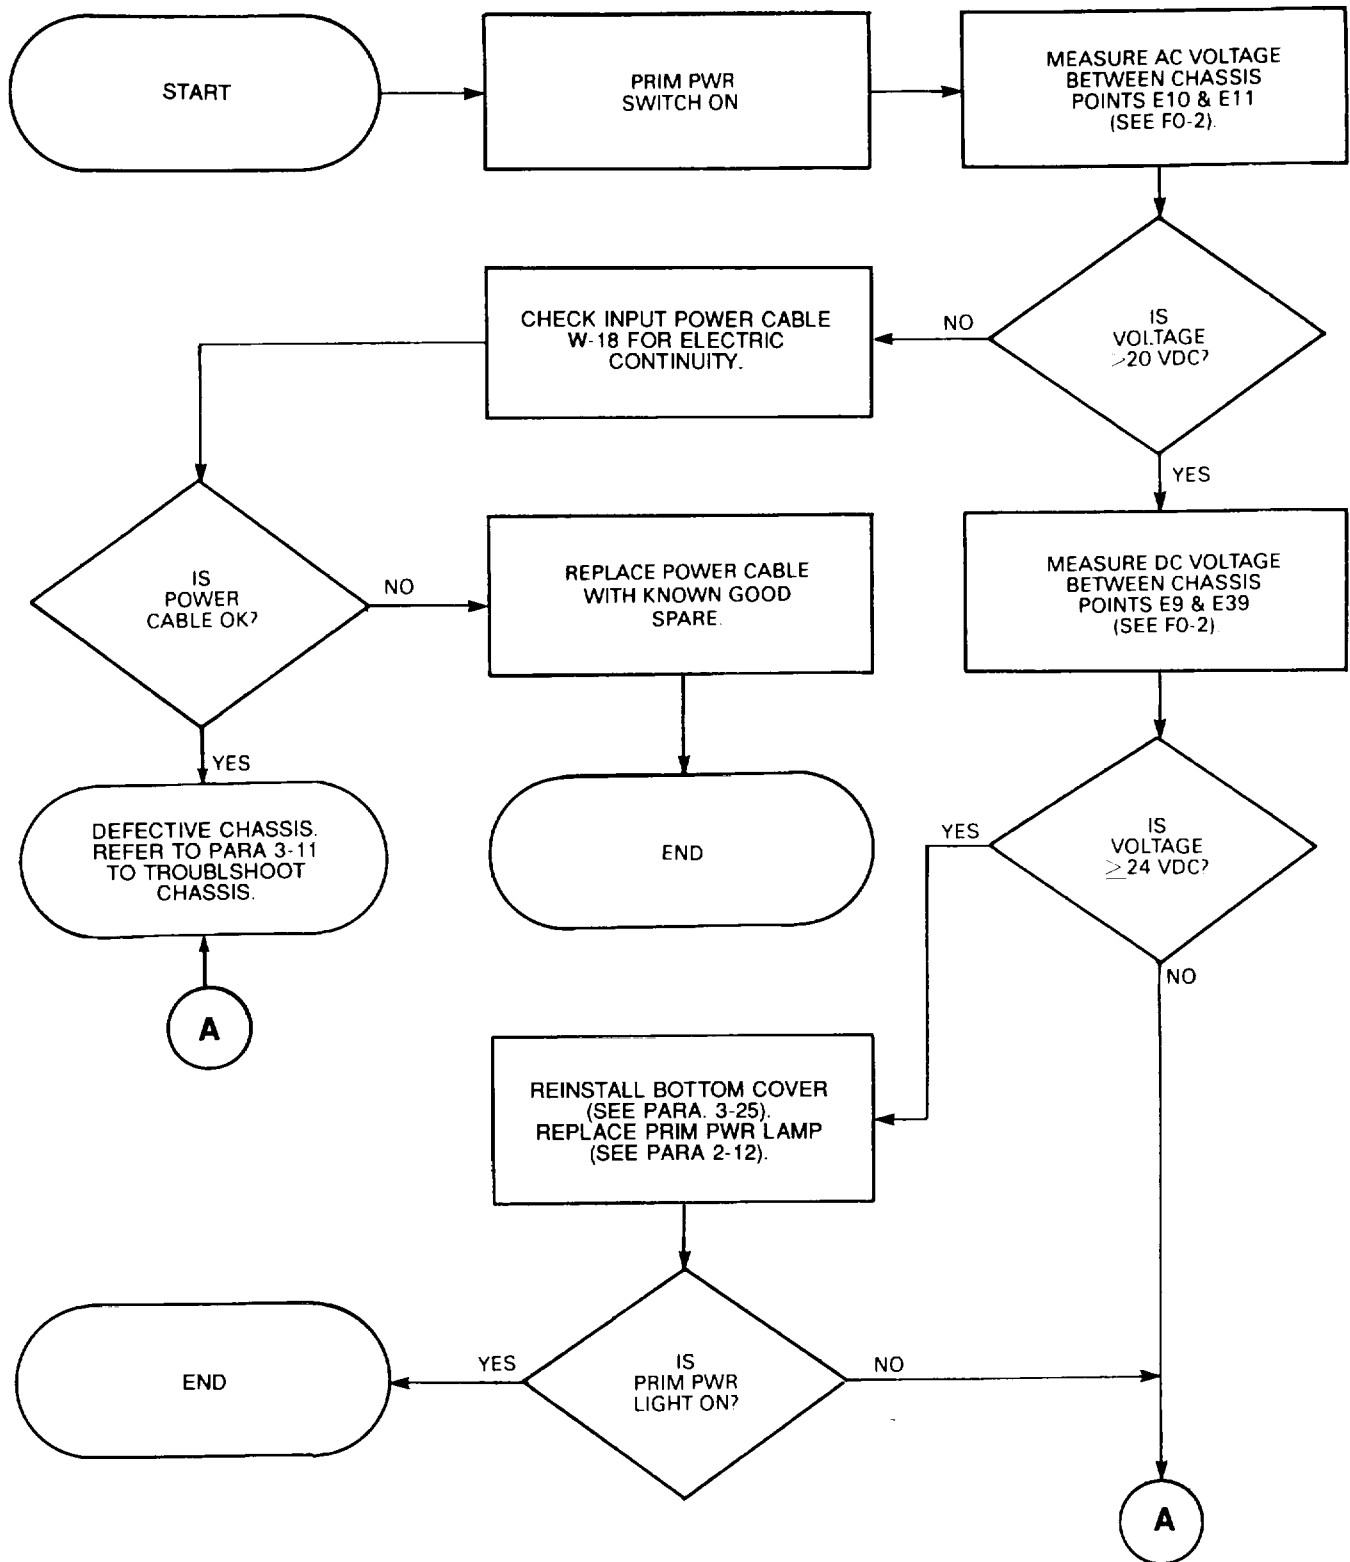 START
PRIM PWR
SWITCH ON
MEASURE AC VOLTAGE
BETWEEN CHASSIS
POINTS E10 & E11
(SEE FO-2).
IS
VOLTAGE
>20 VDC?
NO
CHECK INPUT POWER CABLE
W-18 FOR ELECTRIC
CONTINUITY.
YES
IS
POWER
CABLE OK?
NO
REPLACE POWER CABLE
WITH KNOWN GOOD
SPARE.
MEASURE DC VOLTAGE
BETWEEN CHASSIS
POINTS E9 & E39
(SEE FO-2)
YES
DEFECTIVE CHASSIS.
REFER TO PARA 3-11
TO TROUBLSHOOT
CHASSIS.
END
YES
IS
VOLTAGE
≥24 VDC?
NO
A
REINSTALL BOTTOM COVER
(SEE PARA. 3-25).
REPLACE PRIM PWR LAMP
(SEE PARA 2-12).
END
YES
IS
PRIM PWR
LIGHT ON?
NO
A